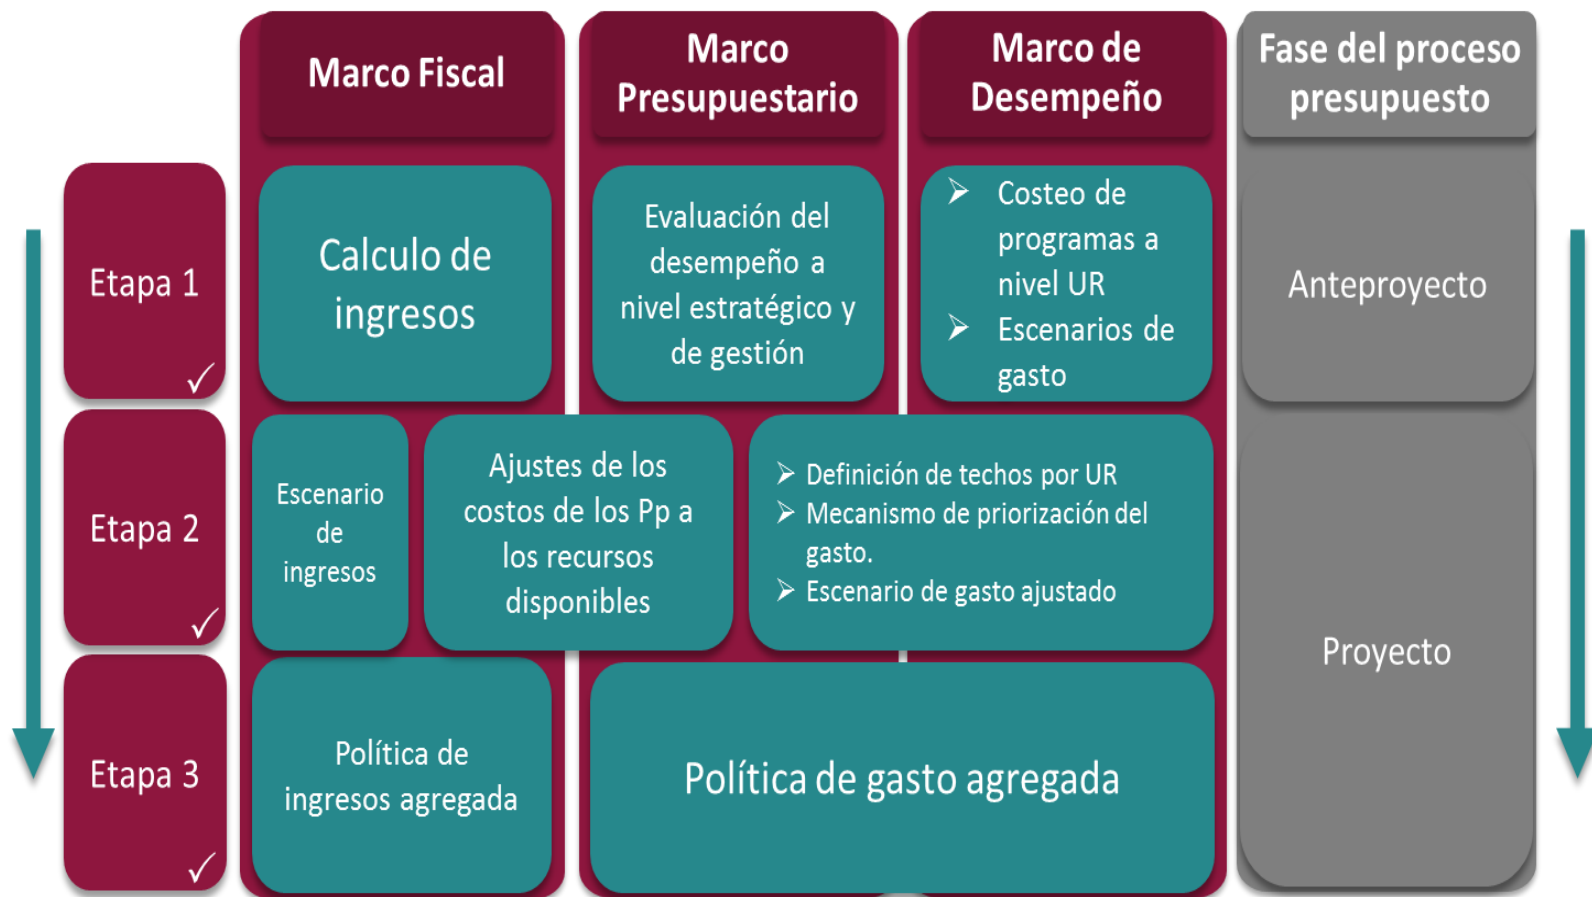 Marco Fiscal
Marco
Presupuestario
Marco de
Desempeño
Fase del proceso
presupuesto
Etapa 1
✓
Calculo de
ingresos
Evaluación del
desempeño a
nivel estratégico y
de gestión
➢ Costeo de
programas a
nivel UR
➢ Escenarios de
gasto
Anteproyecto
Etapa 2
✓
Escenario
de
ingresos
Ajustes de los
costos de los Pp a
los recursos
disponibles
➢ Definición de techos por UR
➢ Mecanismo de priorización del
gasto.
➢ Escenario de gasto ajustado
Proyecto
Etapa 3
✓
Política de
ingresos agregada
Política de gasto agregada